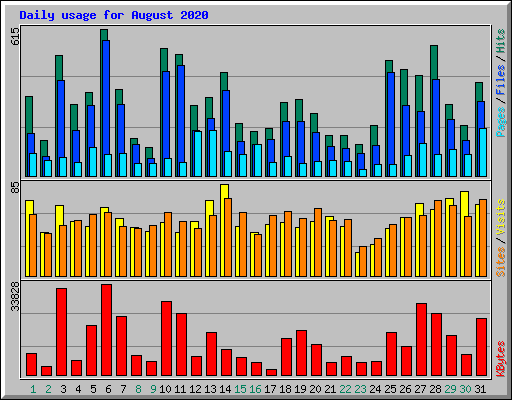 Daily usage for August 2020
615
Pages / Files / Hits
85
Sites / Visits
33828
KBytes
1 2 3 4 5 6 7 8 9 10 11 12 13 14 15 16 17 18 19 20 21 22 23 24 25 26 27 28 29 30 31